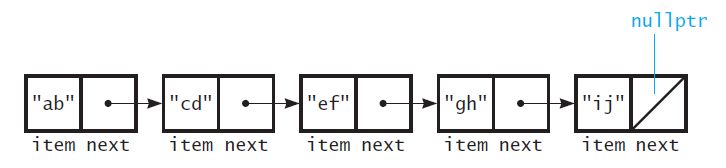 nullptr
"ab" "cd" "ef" "gh" "ij"
item next item next item next item next item next